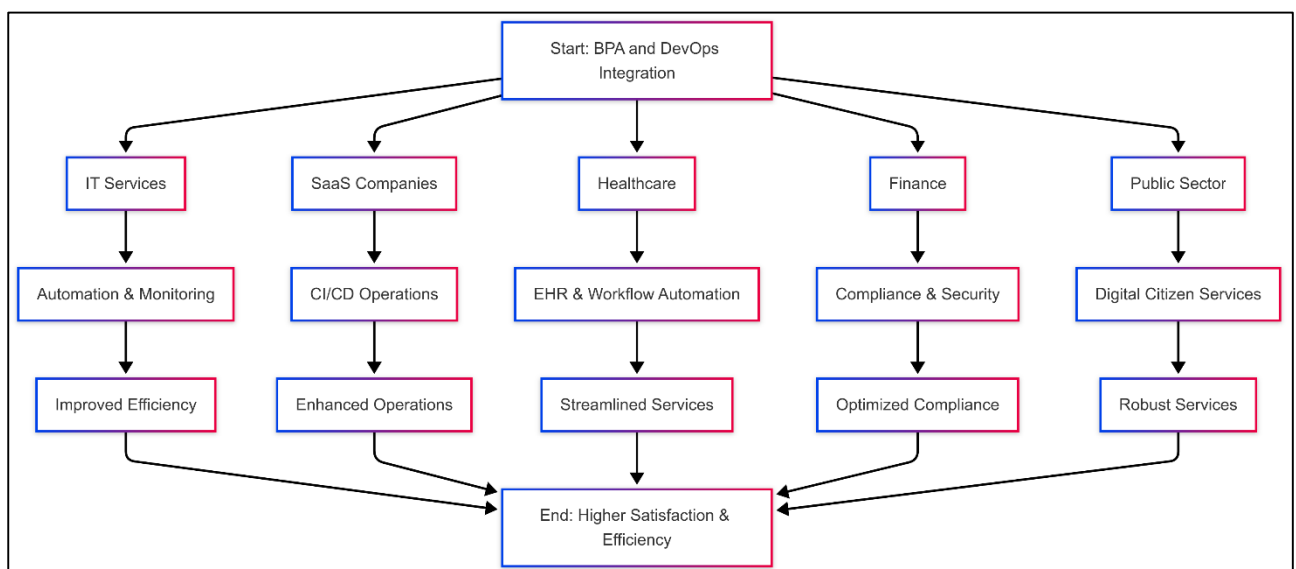 Start: BPA and DevOps
Integration
IT Services
SaaS Companies
Healthcare
Finance
Public Sector
Automation & Monitoring
CI/CD Operations
EHR & Workflow Automation
Compliance & Security
Digital Citizen Services
Improved Efficiency
Enhanced Operations
Streamlined Services
Optimized Compliance
Robust Services
End: Higher Satisfaction &
Efficiency